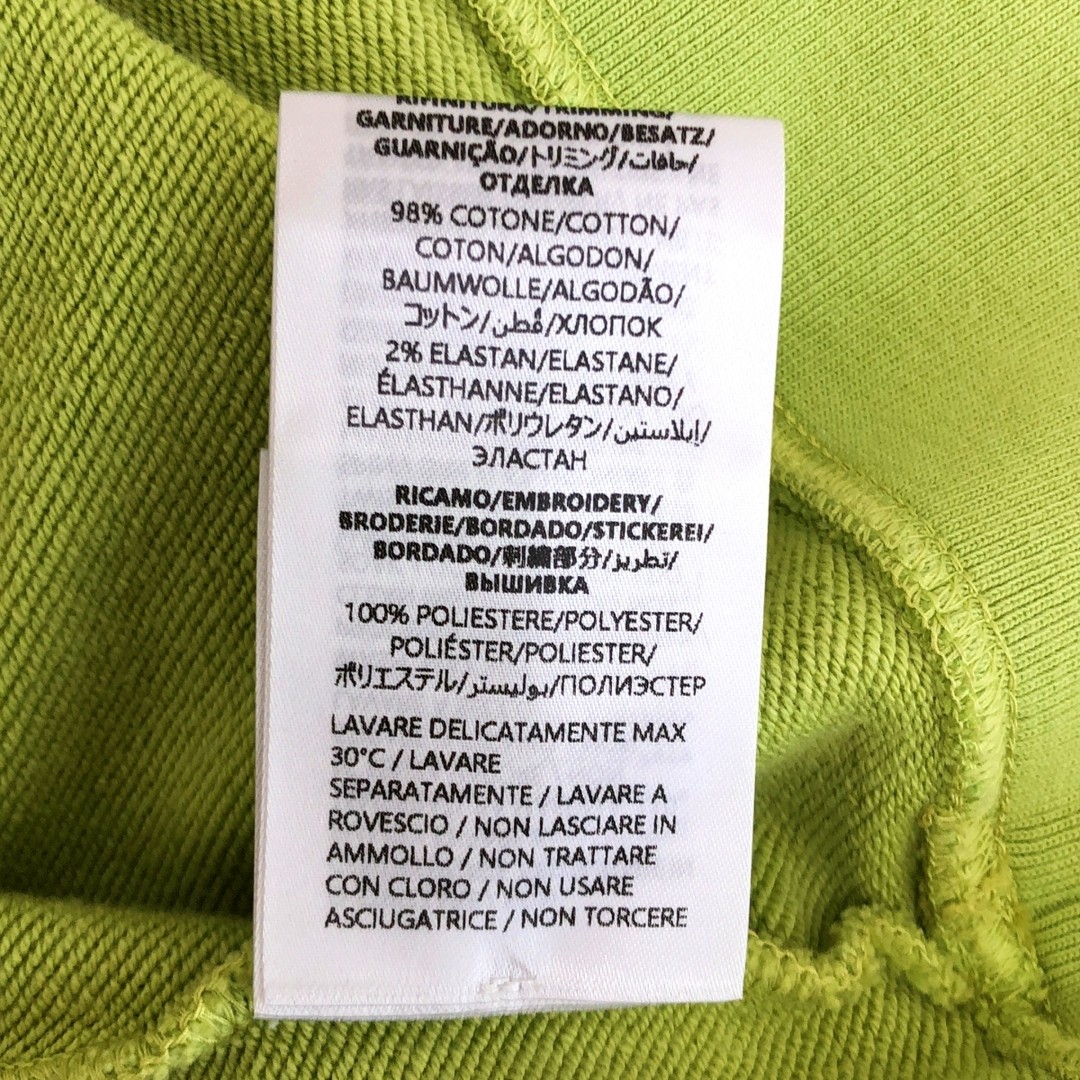 RIFINITURA/TRIMMING/
GARNITURE/ADORNO/BESATZ/
GUARNIÇÃO/トリミング/حافات/
ОТДЕЛКА
98% COTONE/COTTON/
COTON/ALGODON/
BAUMWOLLE/ALGODÃO/
コットン/قُطن/ХЛОПОК
2% ELASTAN/ELASTANE/
ÉLASTHANNE/ELASTANO/
ELASTHAN/ポリウレタン/إيلاستين/
ЭЛАСТАН
RICAMO/EMBROIDERY/
BRODERIE/BORDADO/STICKEREI/
BORDADO/刺繍部分/تطريز/
ВЫШИВКА
100% POLIESTERE/POLYESTER/
POLIÉSTER/POLIESTER/
ポリエステル/بوليستر/ПОЛИЭСТЕР
LAVARE DELICATAMENTE MAX
30°C / LAVARE
SEPARATAMENTE / LAVARE A
ROVESCIO / NON LASCIARE IN
AMMOLLO / NON TRATTARE
CON CLORO / NON USARE
ASCIUGATRICE / NON TORCERE